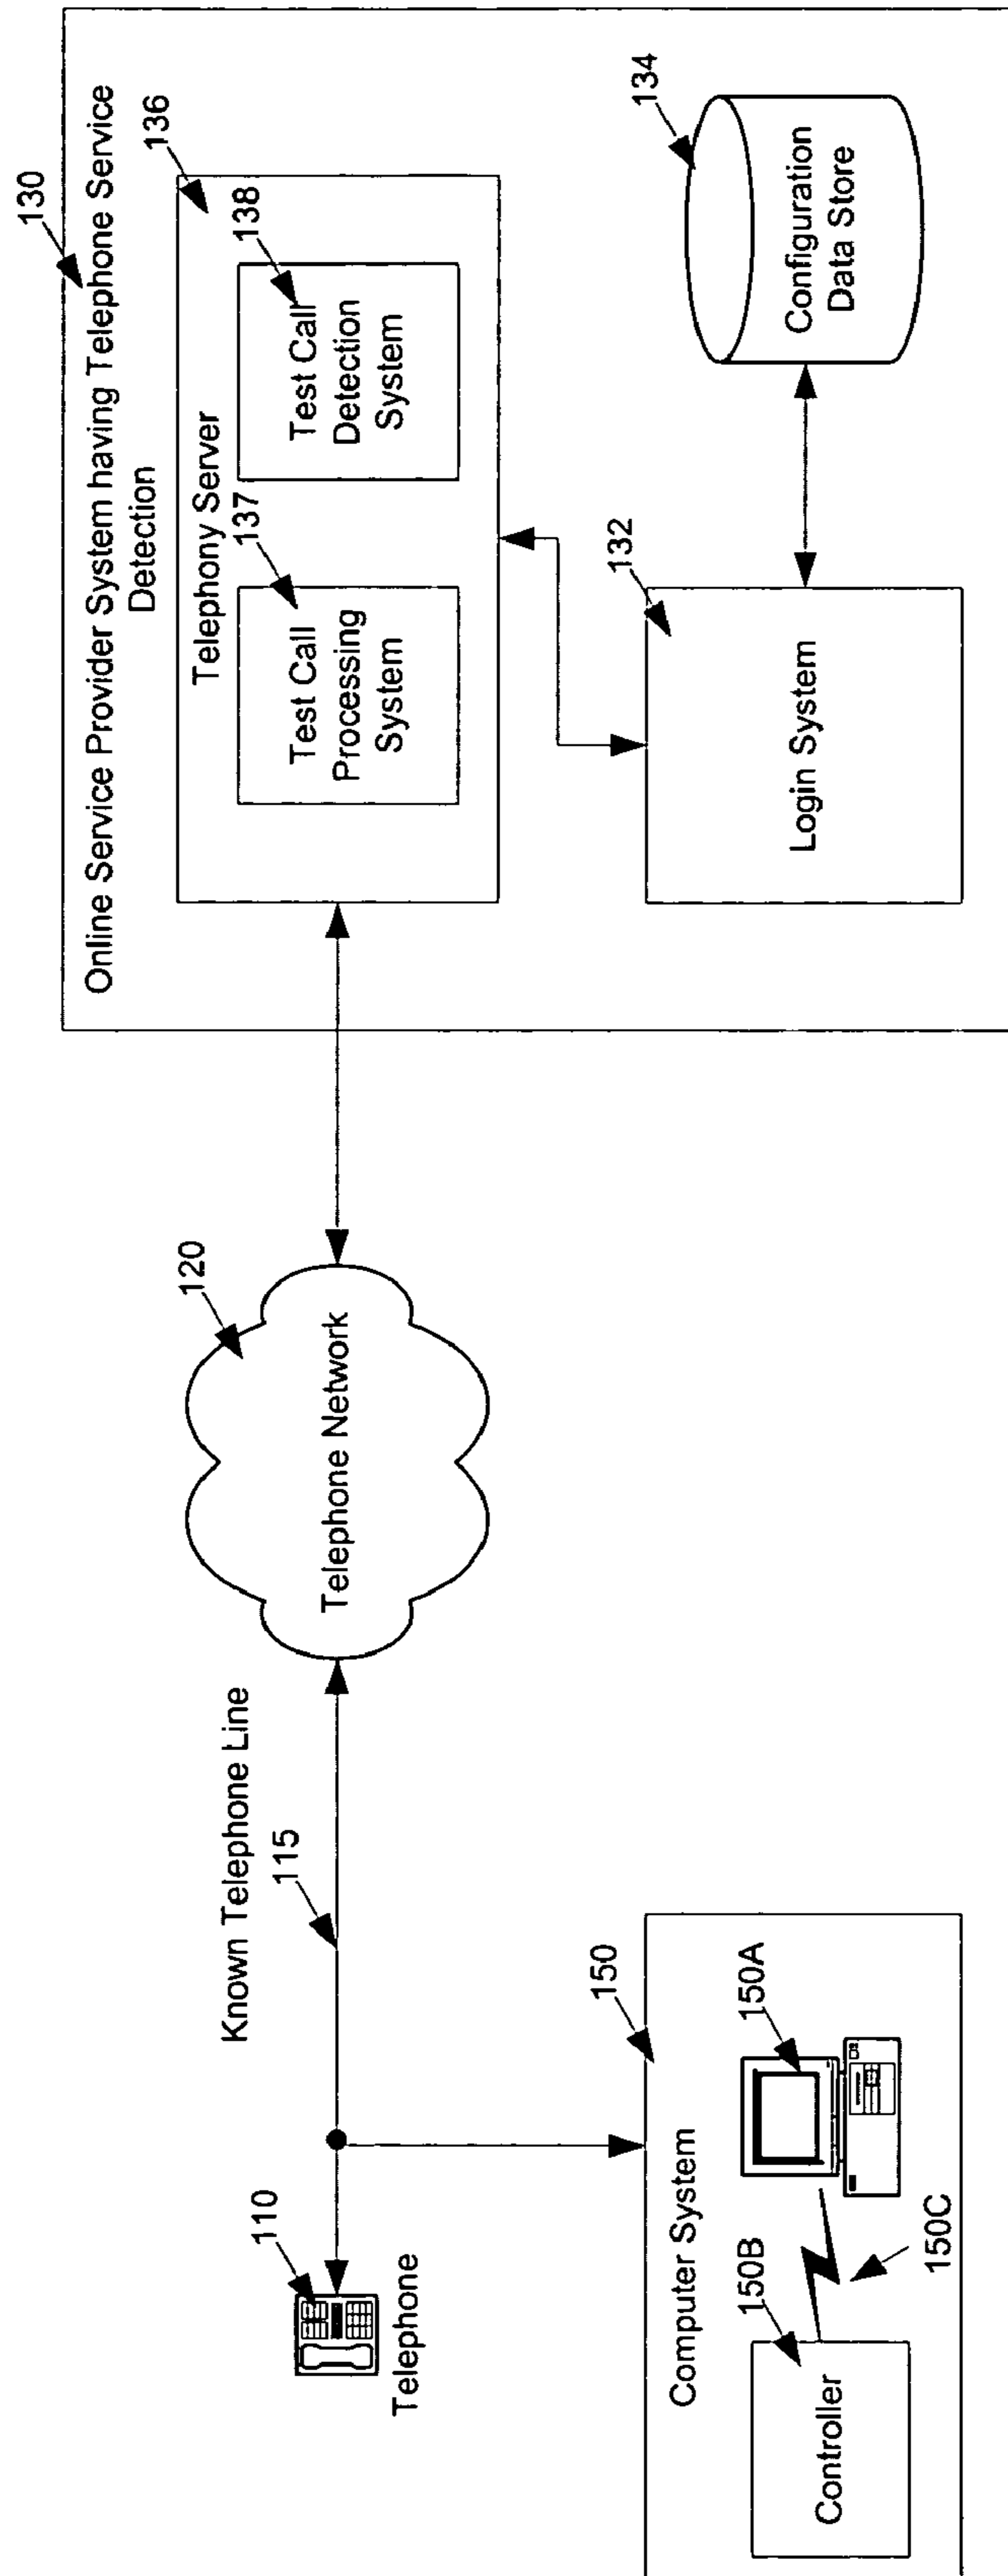 130
Online Service Provider System having Telephone Service
Detection
136
Telephony Server
137
Test Call
Processing
System
138
Test Call
Detection
System
132
Login System
134
Configuration
Data Store
120
Telephone Network
Known Telephone Line
115
110
Telephone
150
Computer System
150A
150B
Controller
150C